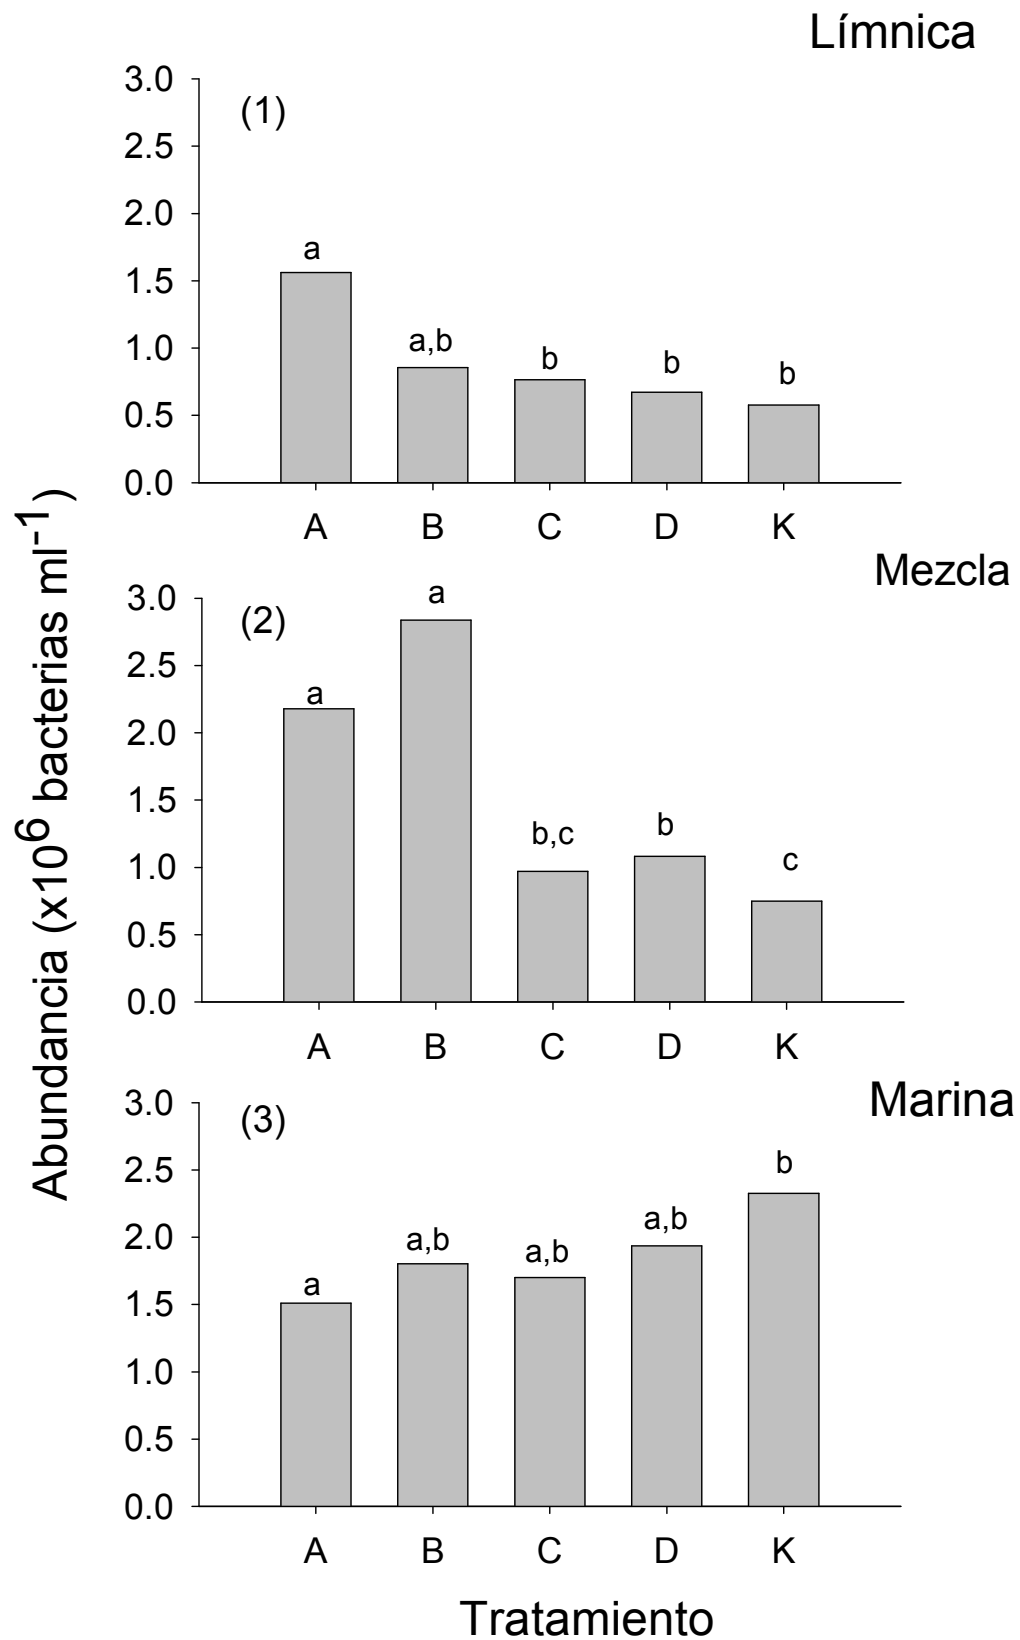 Límnica
(1)
3.0
2.5
2.0
1.5
1.0
0.5
0.0
a
a,b
b
b
b
A B C D K
Mezcla
(2)
3.0
2.5
2.0
1.5
1.0
0.5
0.0
a
a
b,c
b
c
A B C D K
Marina
(3)
3.0
2.5
2.0
1.5
1.0
0.5
0.0
a
a,b
a,b
a,b
b
A B C D K
Tratamiento
Abundancia (x10⁶ bacterias ml⁻¹)